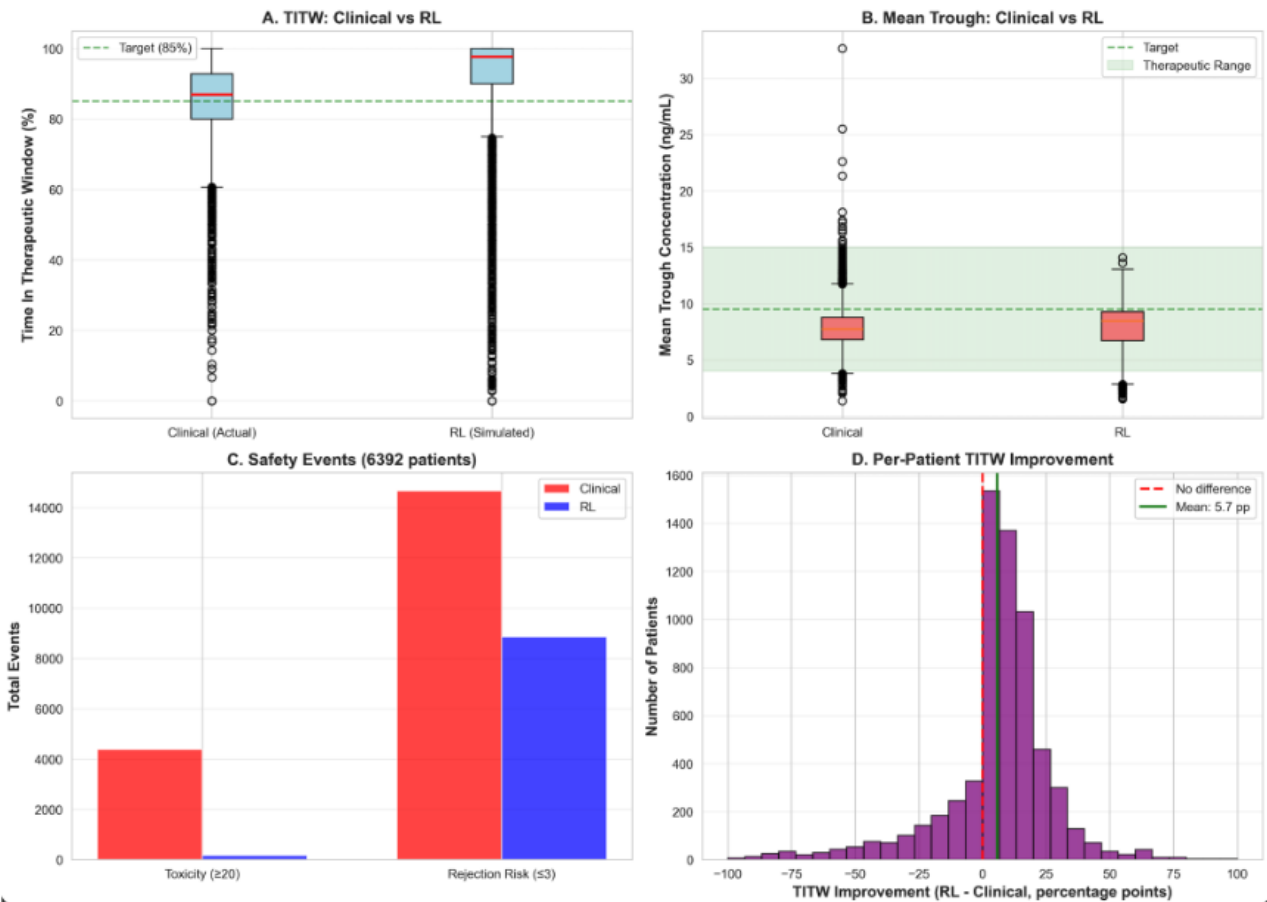 A. TITW: Clinical vs RL
Time In Therapeutic Window (%)
100
80
60
40
20
0
Target (85%)
Clinical (Actual)
RL (Simulated)
B. Mean Trough: Clinical vs RL
Mean Trough Concentration (ng/mL)
30
25
20
15
10
5
0
Target
Therapeutic Range
Clinical
RL
C. Safety Events (6392 patients)
Total Events
14000
12000
10000
8000
6000
4000
2000
0
Clinical
RL
Toxicity (≥20)
Rejection Risk (≤3)
D. Per-Patient TITW Improvement
Number of Patients
1600
1400
1200
1000
800
600
400
200
0
No difference
Mean: 5.7 pp
−100
−75
−50
−25
0
25
50
75
100
TITW Improvement (RL - Clinical, percentage points)